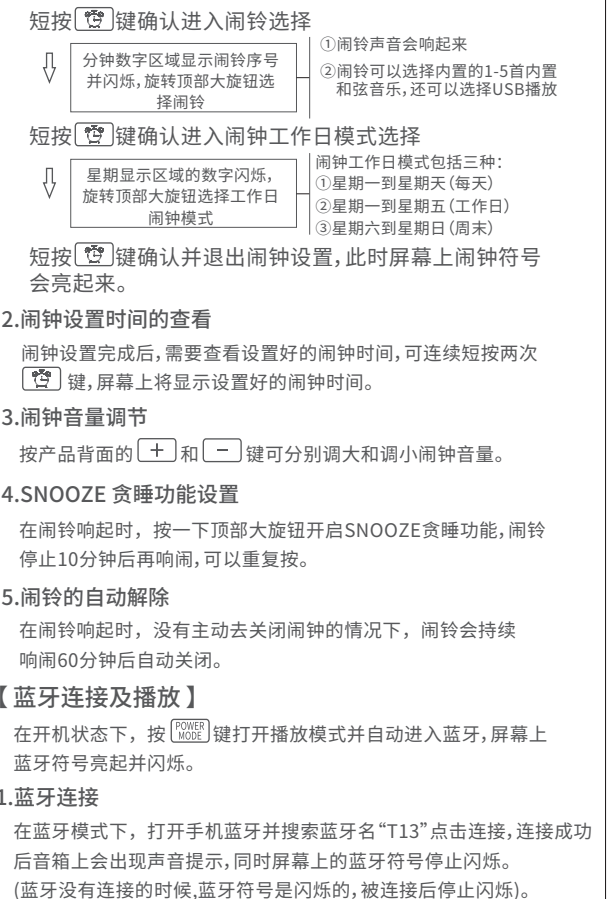 短按键确认进入闹铃选择
分钟数字区域显示闹铃序号
并闪烁,旋转顶部大旋钮选
择闹铃
①闹铃声音会响起来
②闹铃可以选择内置的1-5首内置
和弦音乐,还可以选择USB播放
短按键确认进入闹钟工作日模式选择
星期显示区域的数字闪烁,
旋转顶部大旋钮选择工作日
闹钟模式
闹钟工作日模式包括三种:
①星期一到星期天(每天)
②星期一到星期五(工作日)
③星期六到星期日(周末)
短按键确认并退出闹钟设置,此时屏幕上闹钟符号
会亮起来。
2.闹钟设置时间的查看
闹钟设置完成后,需要查看设置好的闹钟时间,可连续短按两次
键,屏幕上将显示设置好的闹钟时间。
3.闹钟音量调节
按产品背面的 + 和 - 键可分别调大和调小闹钟音量。
4.SNOOZE 贪睡功能设置
在闹铃响起时，按一下顶部大旋钮开启SNOOZE贪睡功能,闹铃
停止10分钟后再响闹,可以重复按。
5.闹铃的自动解除
在闹铃响起时，没有主动去关闭闹钟的情况下，闹铃会持续
响闹60分钟后自动关闭。
【蓝牙连接及播放】
在开机状态下，按 POWER MODE 键打开播放模式并自动进入蓝牙,屏幕上
蓝牙符号亮起并闪烁。
1.蓝牙连接
在蓝牙模式下，打开手机蓝牙并搜索蓝牙名“T13”点击连接,连接成功
后音箱上会出现声音提示,同时屏幕上的蓝牙符号停止闪烁。
(蓝牙没有连接的时候,蓝牙符号是闪烁的,被连接后停止闪烁)。